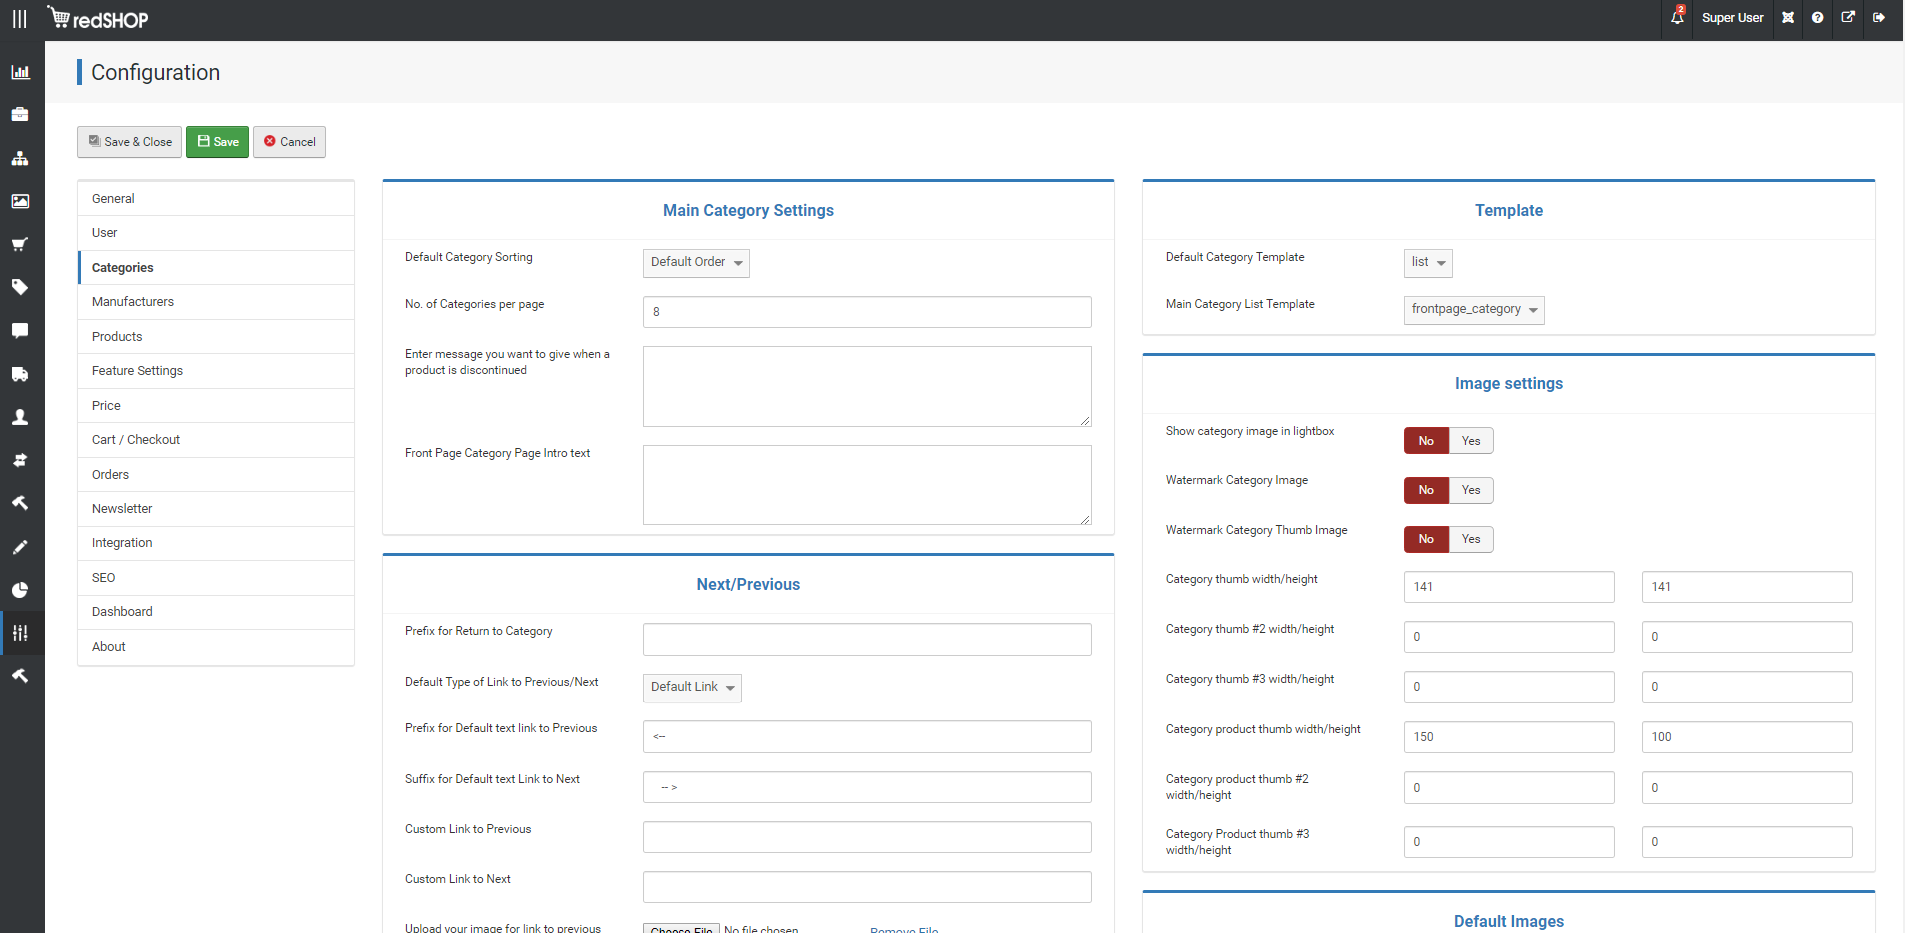 redSHOP
2
Super User
Configuration
Save & Close
Save
Cancel
General
User
Categories
Manufacturers
Products
Feature Settings
Price
Cart / Checkout
Orders
Newsletter
Integration
SEO
Dashboard
About
Main Category Settings
Default Category Sorting
Default Order
No. of Categories per page
8
Enter message you want to give when a
product is discontinued
Front Page Category Page Intro text
Next/Previous
Prefix for Return to Category
Default Type of Link to Previous/Next
Default Link
Prefix for Default text link to Previous
<--
Suffix for Default text Link to Next
-- >
Custom Link to Previous
Custom Link to Next
Upload your image for link to previous
Choose File No file chosen
Remove File
Template
Default Category Template
list
Main Category List Template
frontpage_category
Image settings
Show category image in lightbox
No Yes
Watermark Category Image
No Yes
Watermark Category Thumb Image
No Yes
Category thumb width/height
141 141
Category thumb #2 width/height
0 0
Category thumb #3 width/height
0 0
Category product thumb width/height
150 100
Category product thumb #2
width/height
0 0
Category Product thumb #3
width/height
0 0
Default Images